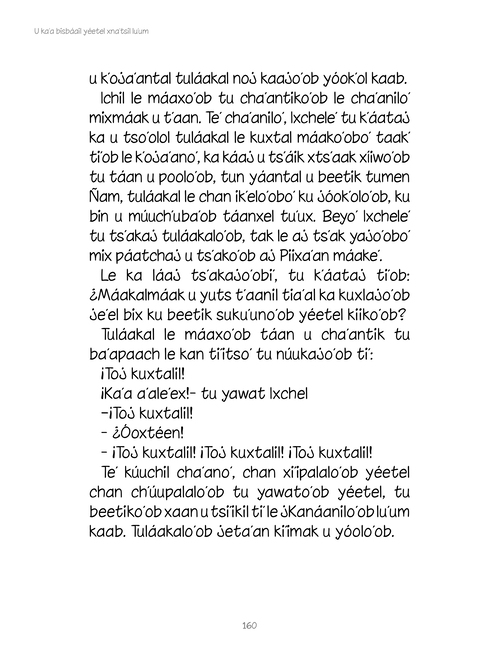 U ka'a bisbáail yéetel xna'tsil lu'um
u k'oja'antal tuláakal noj kaajo'ob yóok'ol kaab.
Ichil le máaxo'ob tu cha'antiko'ob le cha'anilo'
mixmáak u t'aan. Te' cha'anilo', Ixchele' tu k'áataj
ka u tso'olol tuláakal le kuxtal máako'obo' taak'
ti'ob le k'oja'ano', ka káaj u ts'áik xts'aak xíiwo'ob
tu táan u poolo'ob, tun yáantal u beetik tumen
Ñam, tuláakal le chan ik'elo'obo' ku jóok'olo'ob, ku
bin u múuch'uba'ob táanxel tu'ux. Beyo' Ixchele'
tu ts'akaj tuláakalo'ob, tak le aj ts'ak yajo'obo'
mix páatchaj u ts'ako'ob aj Piixa'an máake'.
Le ka láaj ts'akajo'obi', tu k'áataj ti'ob:
¿Máakalmáak u yuts t'aanil tia'al ka kuxlajo'ob
je'el bix ku beetik suku'uno'ob yéetel kiiko'ob?
Tuláakal le máaxo'ob táan u cha'antik tu
ba'apaach le kan tíitso' tu núukajo'ob ti':
¡Toj kuxtalil!
¡Ka'a a'ale'ex!- tu yawat Ixchel
–¡Toj kuxtalil!
- ¿Óoxtéen!
- ¡Toj kuxtalil! ¡Toj kuxtalil! ¡Toj kuxtalil!
Te' kúuchil cha'ano', chan xi'ipalalo'ob yéetel
chan ch'úupalalo'ob tu yawato'ob yéetel, tu
beetiko'ob xaan u tsi'ikil ti' le jKanáanilo'ob lu'um
kaab. Tuláakalo'ob jeta'an ki'imak u yóolo'ob.
160